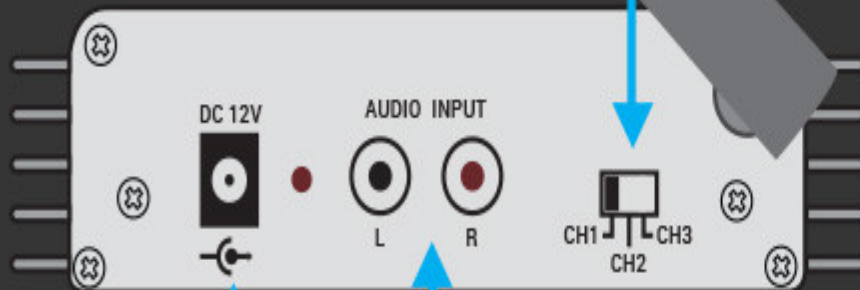 DC 12V
AUDIO INPUT
L
R
CH1
CH2
CH3